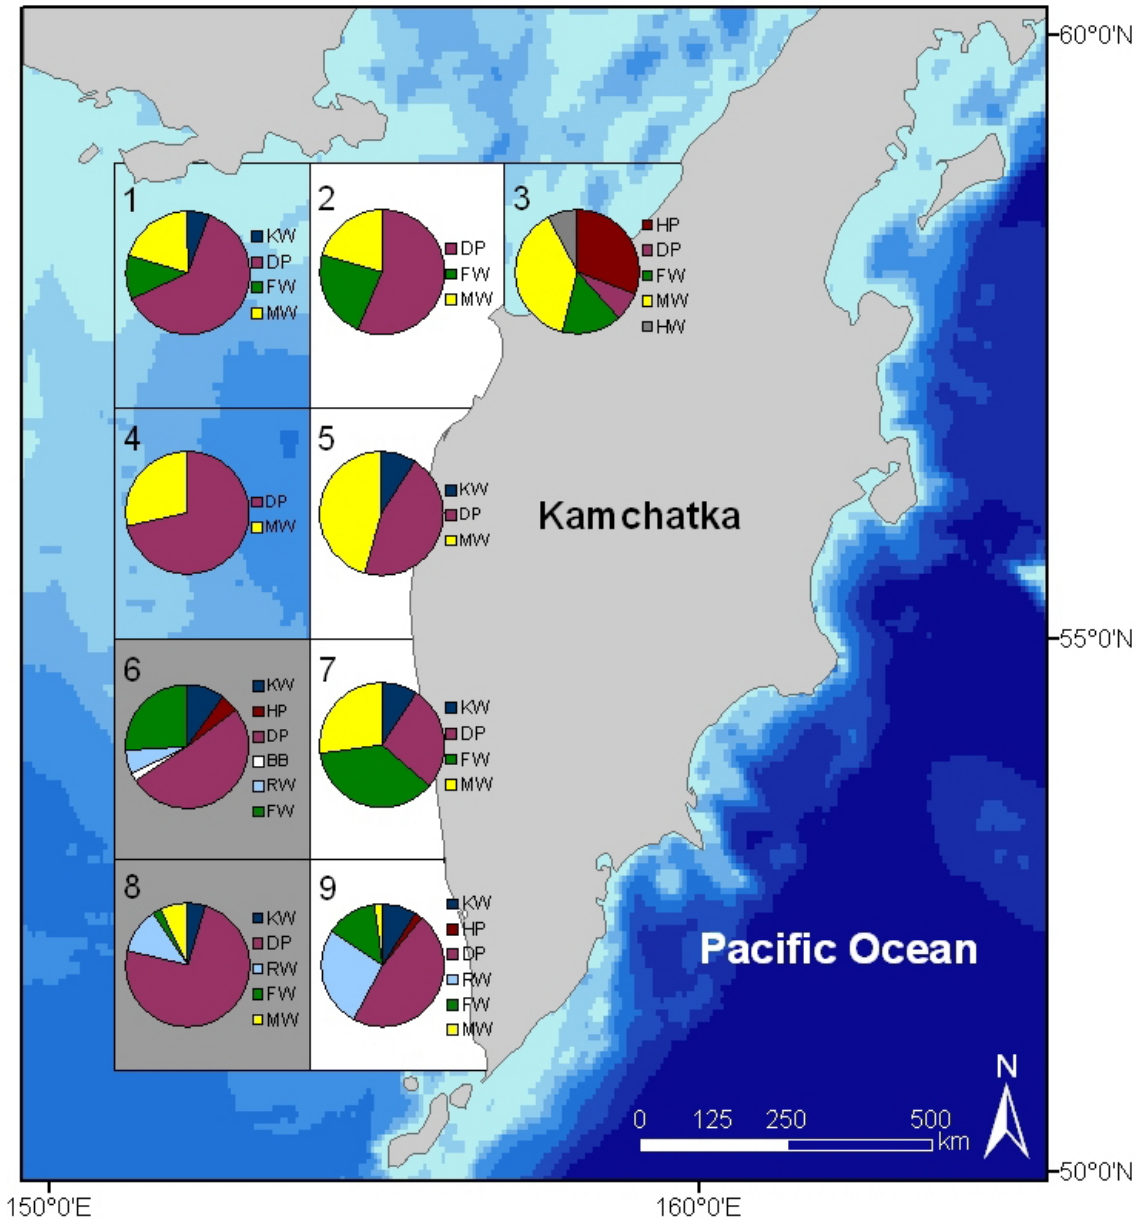 60°0'N
1
KW
DP
FW
MW
2
DP
FW
MW
3
HP
DP
FW
MW
HW
4
DP
MW
5
KW
DP
MW
Kamchatka
55°0'N
6
KW
HP
DP
BB
RW
FW
7
KW
DP
FW
MW
8
KW
DP
RW
FW
MW
9
KW
HP
DP
RW
FW
MW
Pacific Ocean
N
0 125 250 500
km
50°0'N
150°0'E 160°0'E